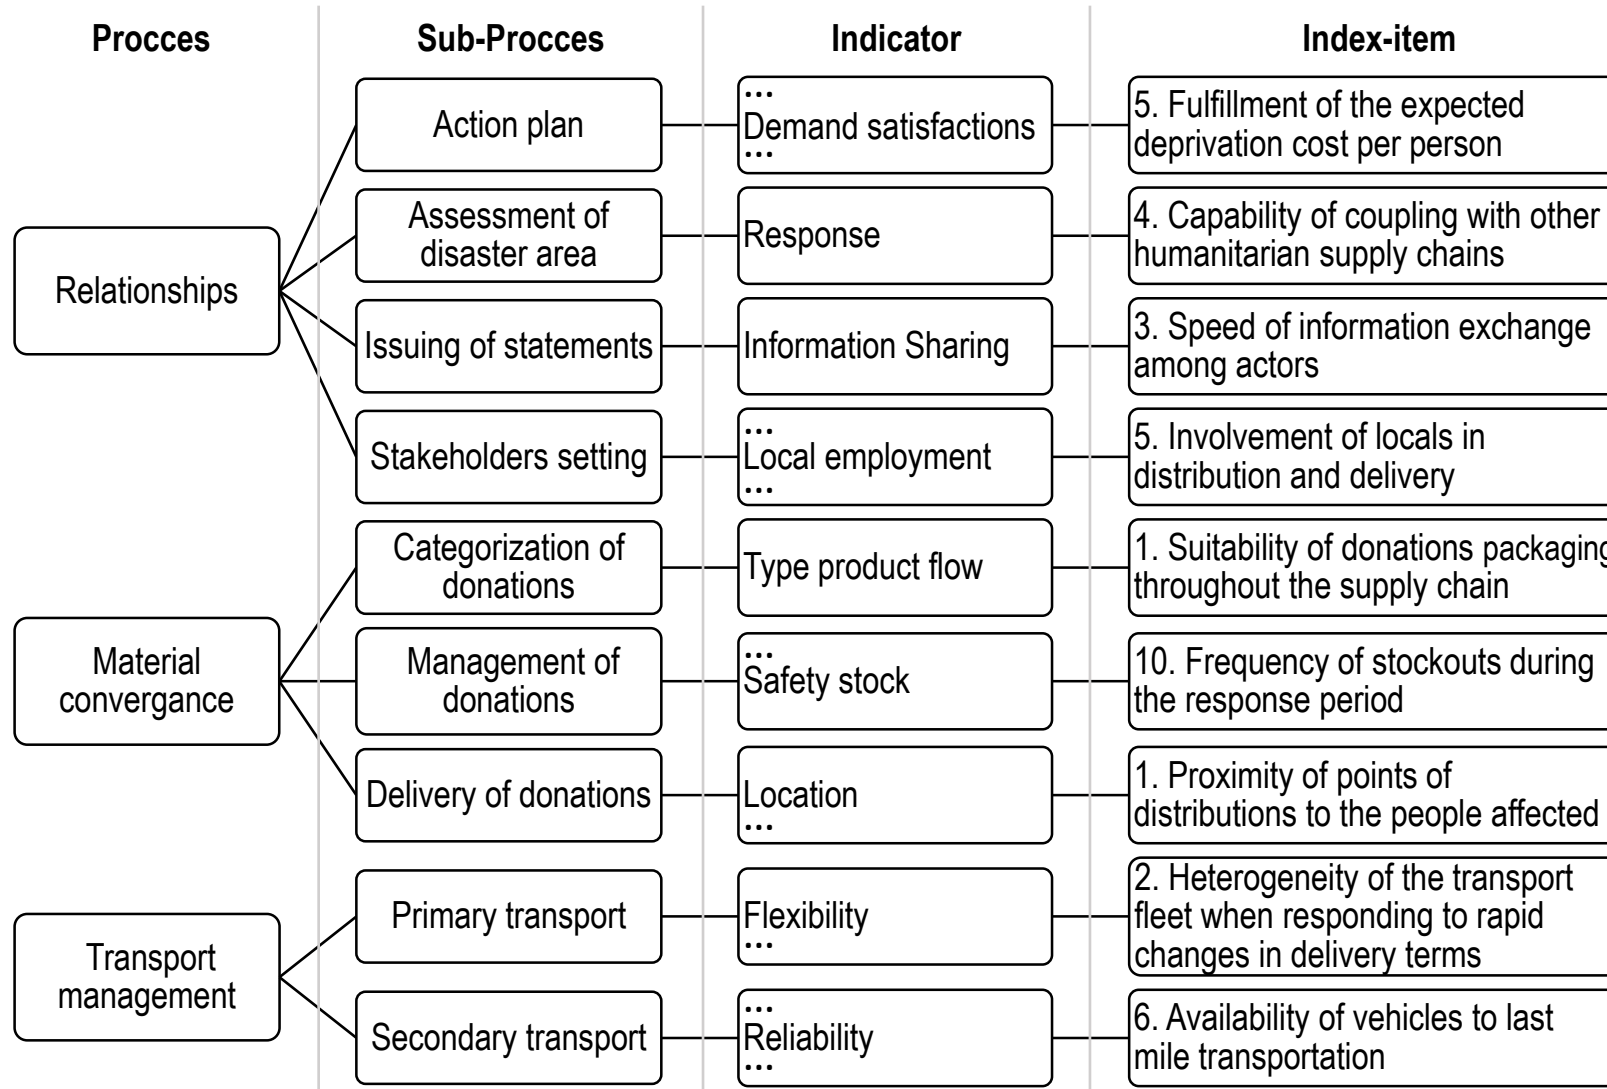 Procces
Sub-Procces
Indicator
Index-item
Relationships
Action plan
...
Demand satisfactions
...
5. Fulfillment of the expected
deprivation cost per person
Assessment of
disaster area
Response
4. Capability of coupling with other
humanitarian supply chains
Issuing of statements
Information Sharing
3. Speed of information exchange
among actors
Stakeholders setting
...
Local employment
...
5. Involvement of locals in
distribution and delivery
Material
convergance
Categorization of
donations
Type product flow
1. Suitability of donations packaging
throughout the supply chain
Management of
donations
...
Safety stock
10. Frequency of stockouts during
the response period
Delivery of donations
Location
...
1. Proximity of points of
distributions to the people affected
Transport
management
Primary transport
Flexibility
...
2. Heterogeneity of the transport
fleet when responding to rapid
changes in delivery terms
Secondary transport
...
Reliability
...
6. Availability of vehicles to last
mile transportation